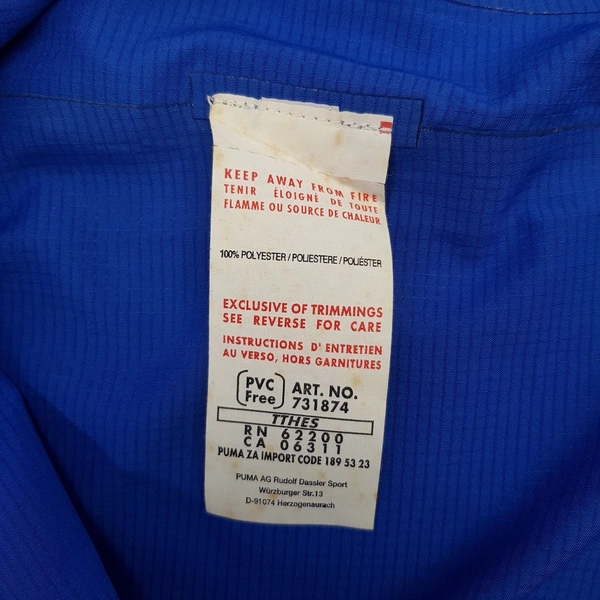 KEEP AWAY FROM FIRE
TENIR ÉLOIGNÉ DE TOUTE
FLAMME OU SOURCE DE CHALEUR
100% POLYESTER / POLIESTERE / POLIÉSTER
EXCLUSIVE OF TRIMMINGS
SEE REVERSE FOR CARE
INSTRUCTIONS D'ENTRETIEN
AU VERSO, HORS GARNITURES
PVC Free
ART. NO.
731874
TTHES
RN 62200
CA 06311
PUMA ZA IMPORT CODE 189 53 23
PUMA AG Rudolf Dassler Sport
Würzburger Str.13
D-91074 Herzogenaurach